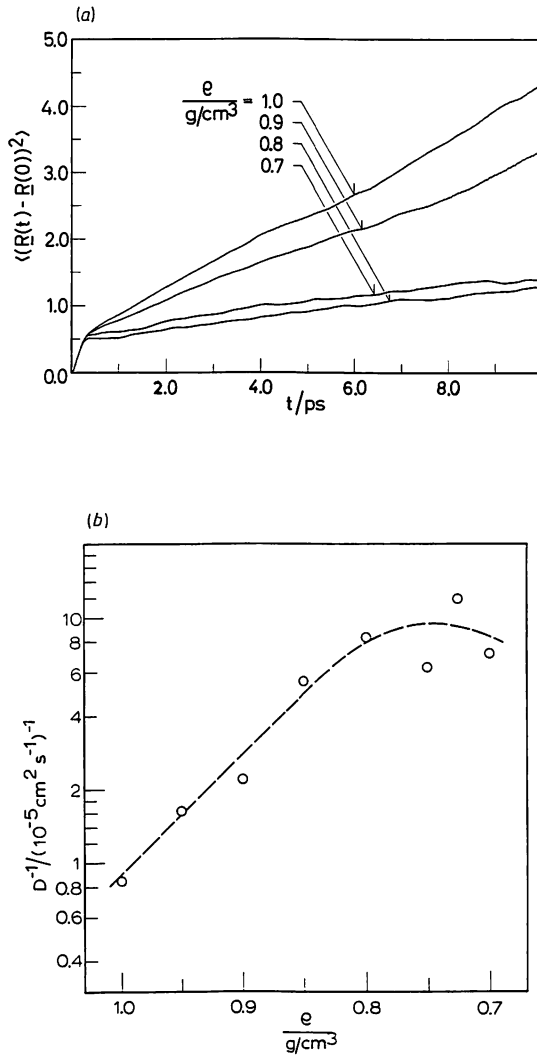 (a)
5.0
4.0
3.0
2.0
1.0
0.0
⟨(R(t) - R(0))²⟩
ϱ
g/cm³ = 1.0
0.9
0.8
0.7
2.0 4.0 6.0 8.0
t/ps
(b)
10
8
6
4
2
1
0.8
0.6
0.4
D⁻¹/(10⁻⁵cm² s⁻¹)⁻¹
1.0 0.9 0.8 0.7
ϱ
g/cm³